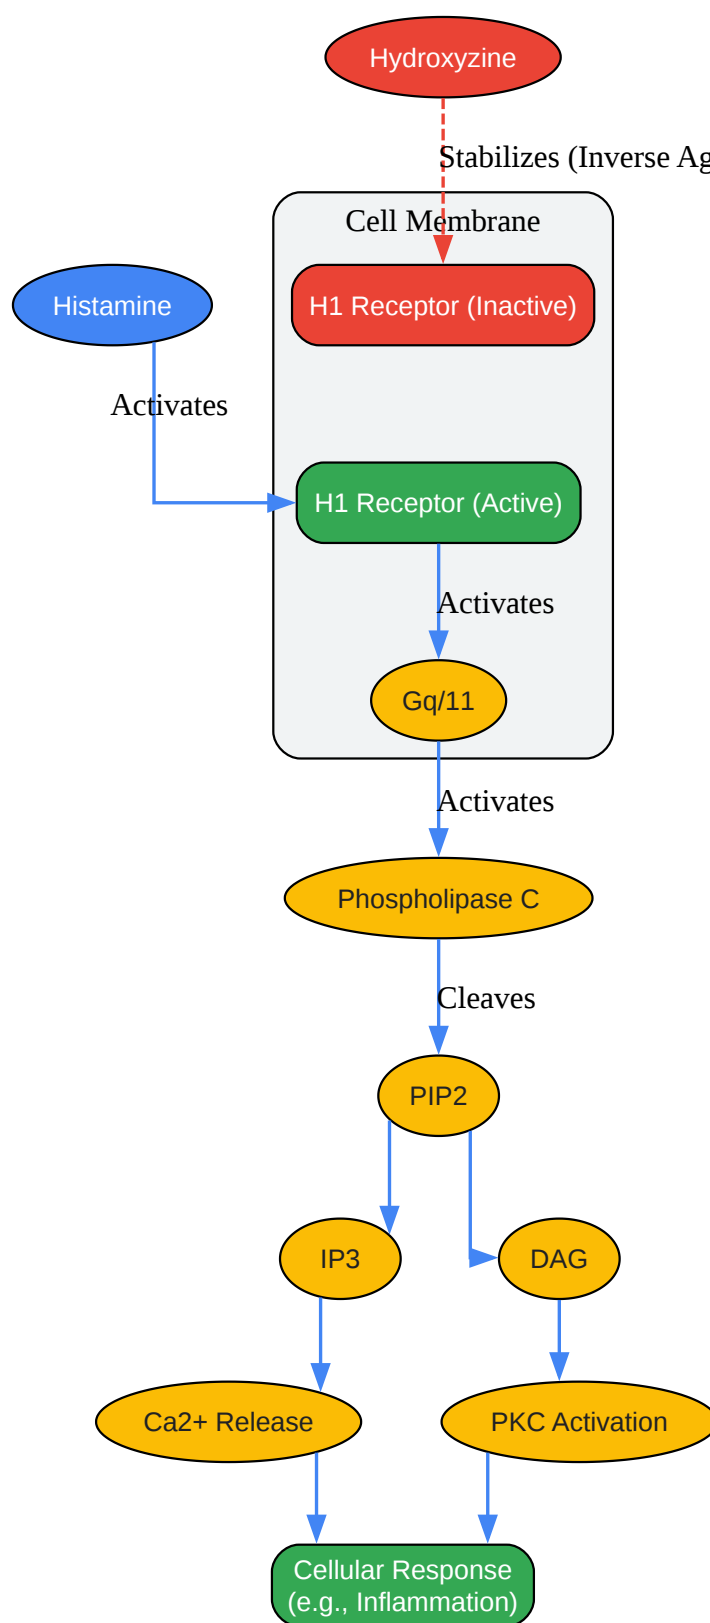 Hydroxyzine
Stabilizes (Inverse Ag
Cell Membrane
Histamine
H1 Receptor (Inactive)
Activates
H1 Receptor (Active)
Activates
Gq/11
Activates
Phospholipase C
Cleaves
PIP2
IP3
DAG
Ca2+ Release
PKC Activation
Cellular Response
(e.g., Inflammation)